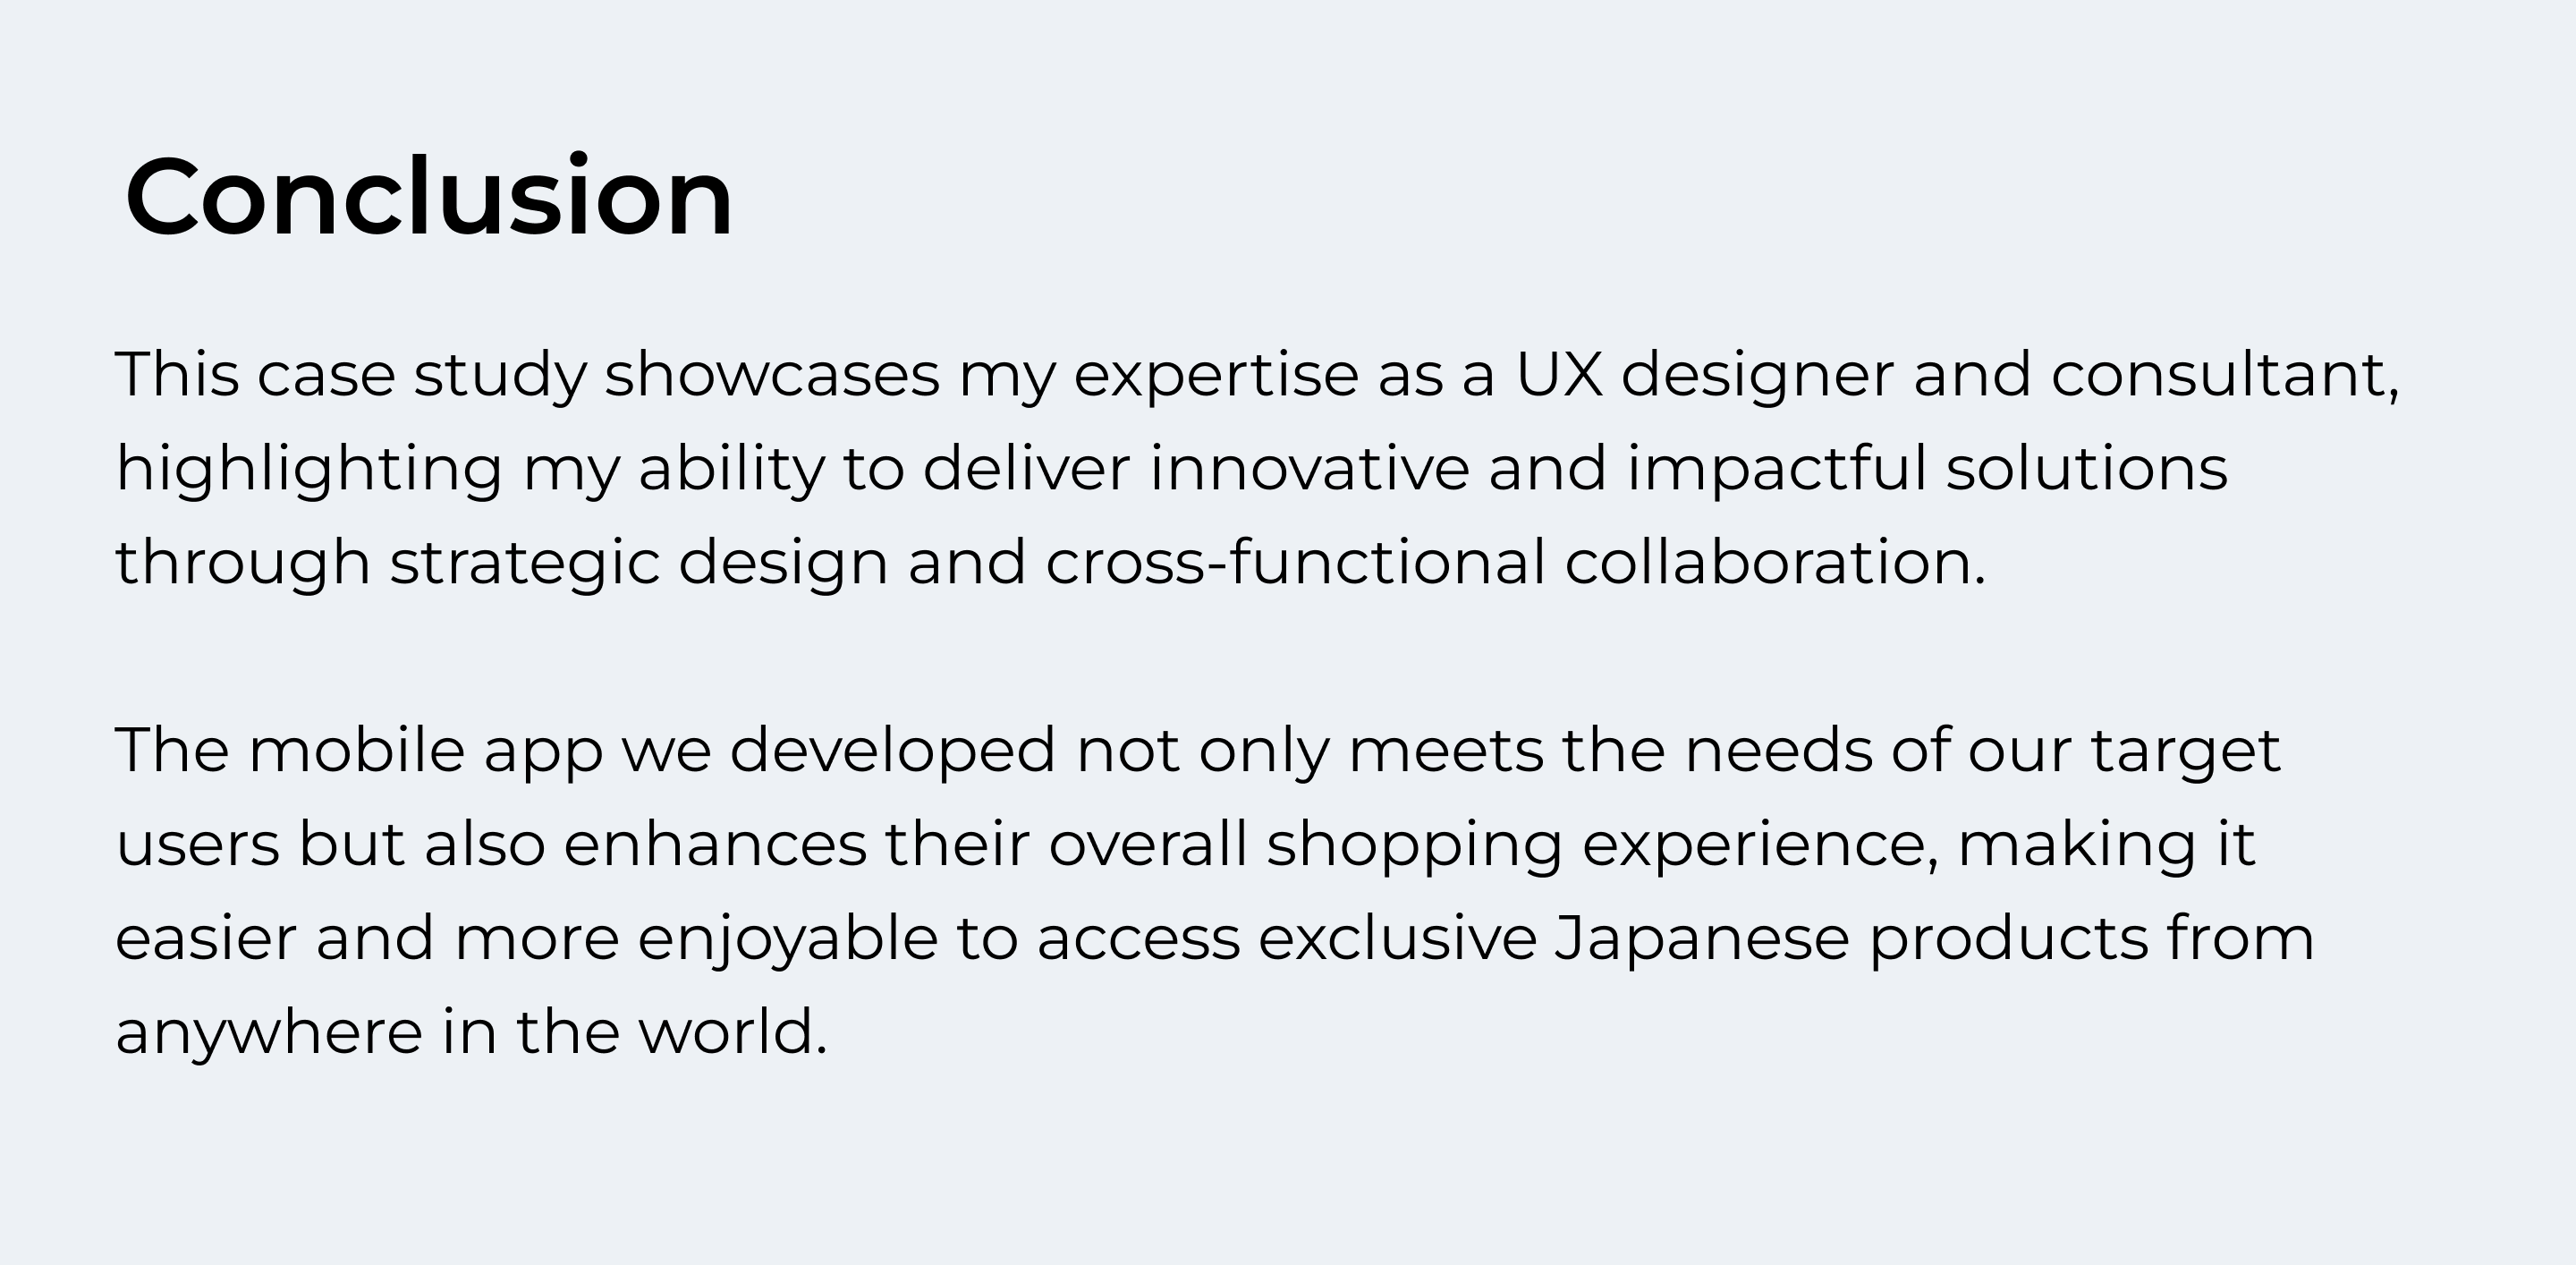 Conclusion
This case study showcases my expertise as a UX designer and consultant,
highlighting my ability to deliver innovative and impactful solutions
through strategic design and cross-functional collaboration.
The mobile app we developed not only meets the needs of our target
users but also enhances their overall shopping experience, making it
easier and more enjoyable to access exclusive Japanese products from
anywhere in the world.